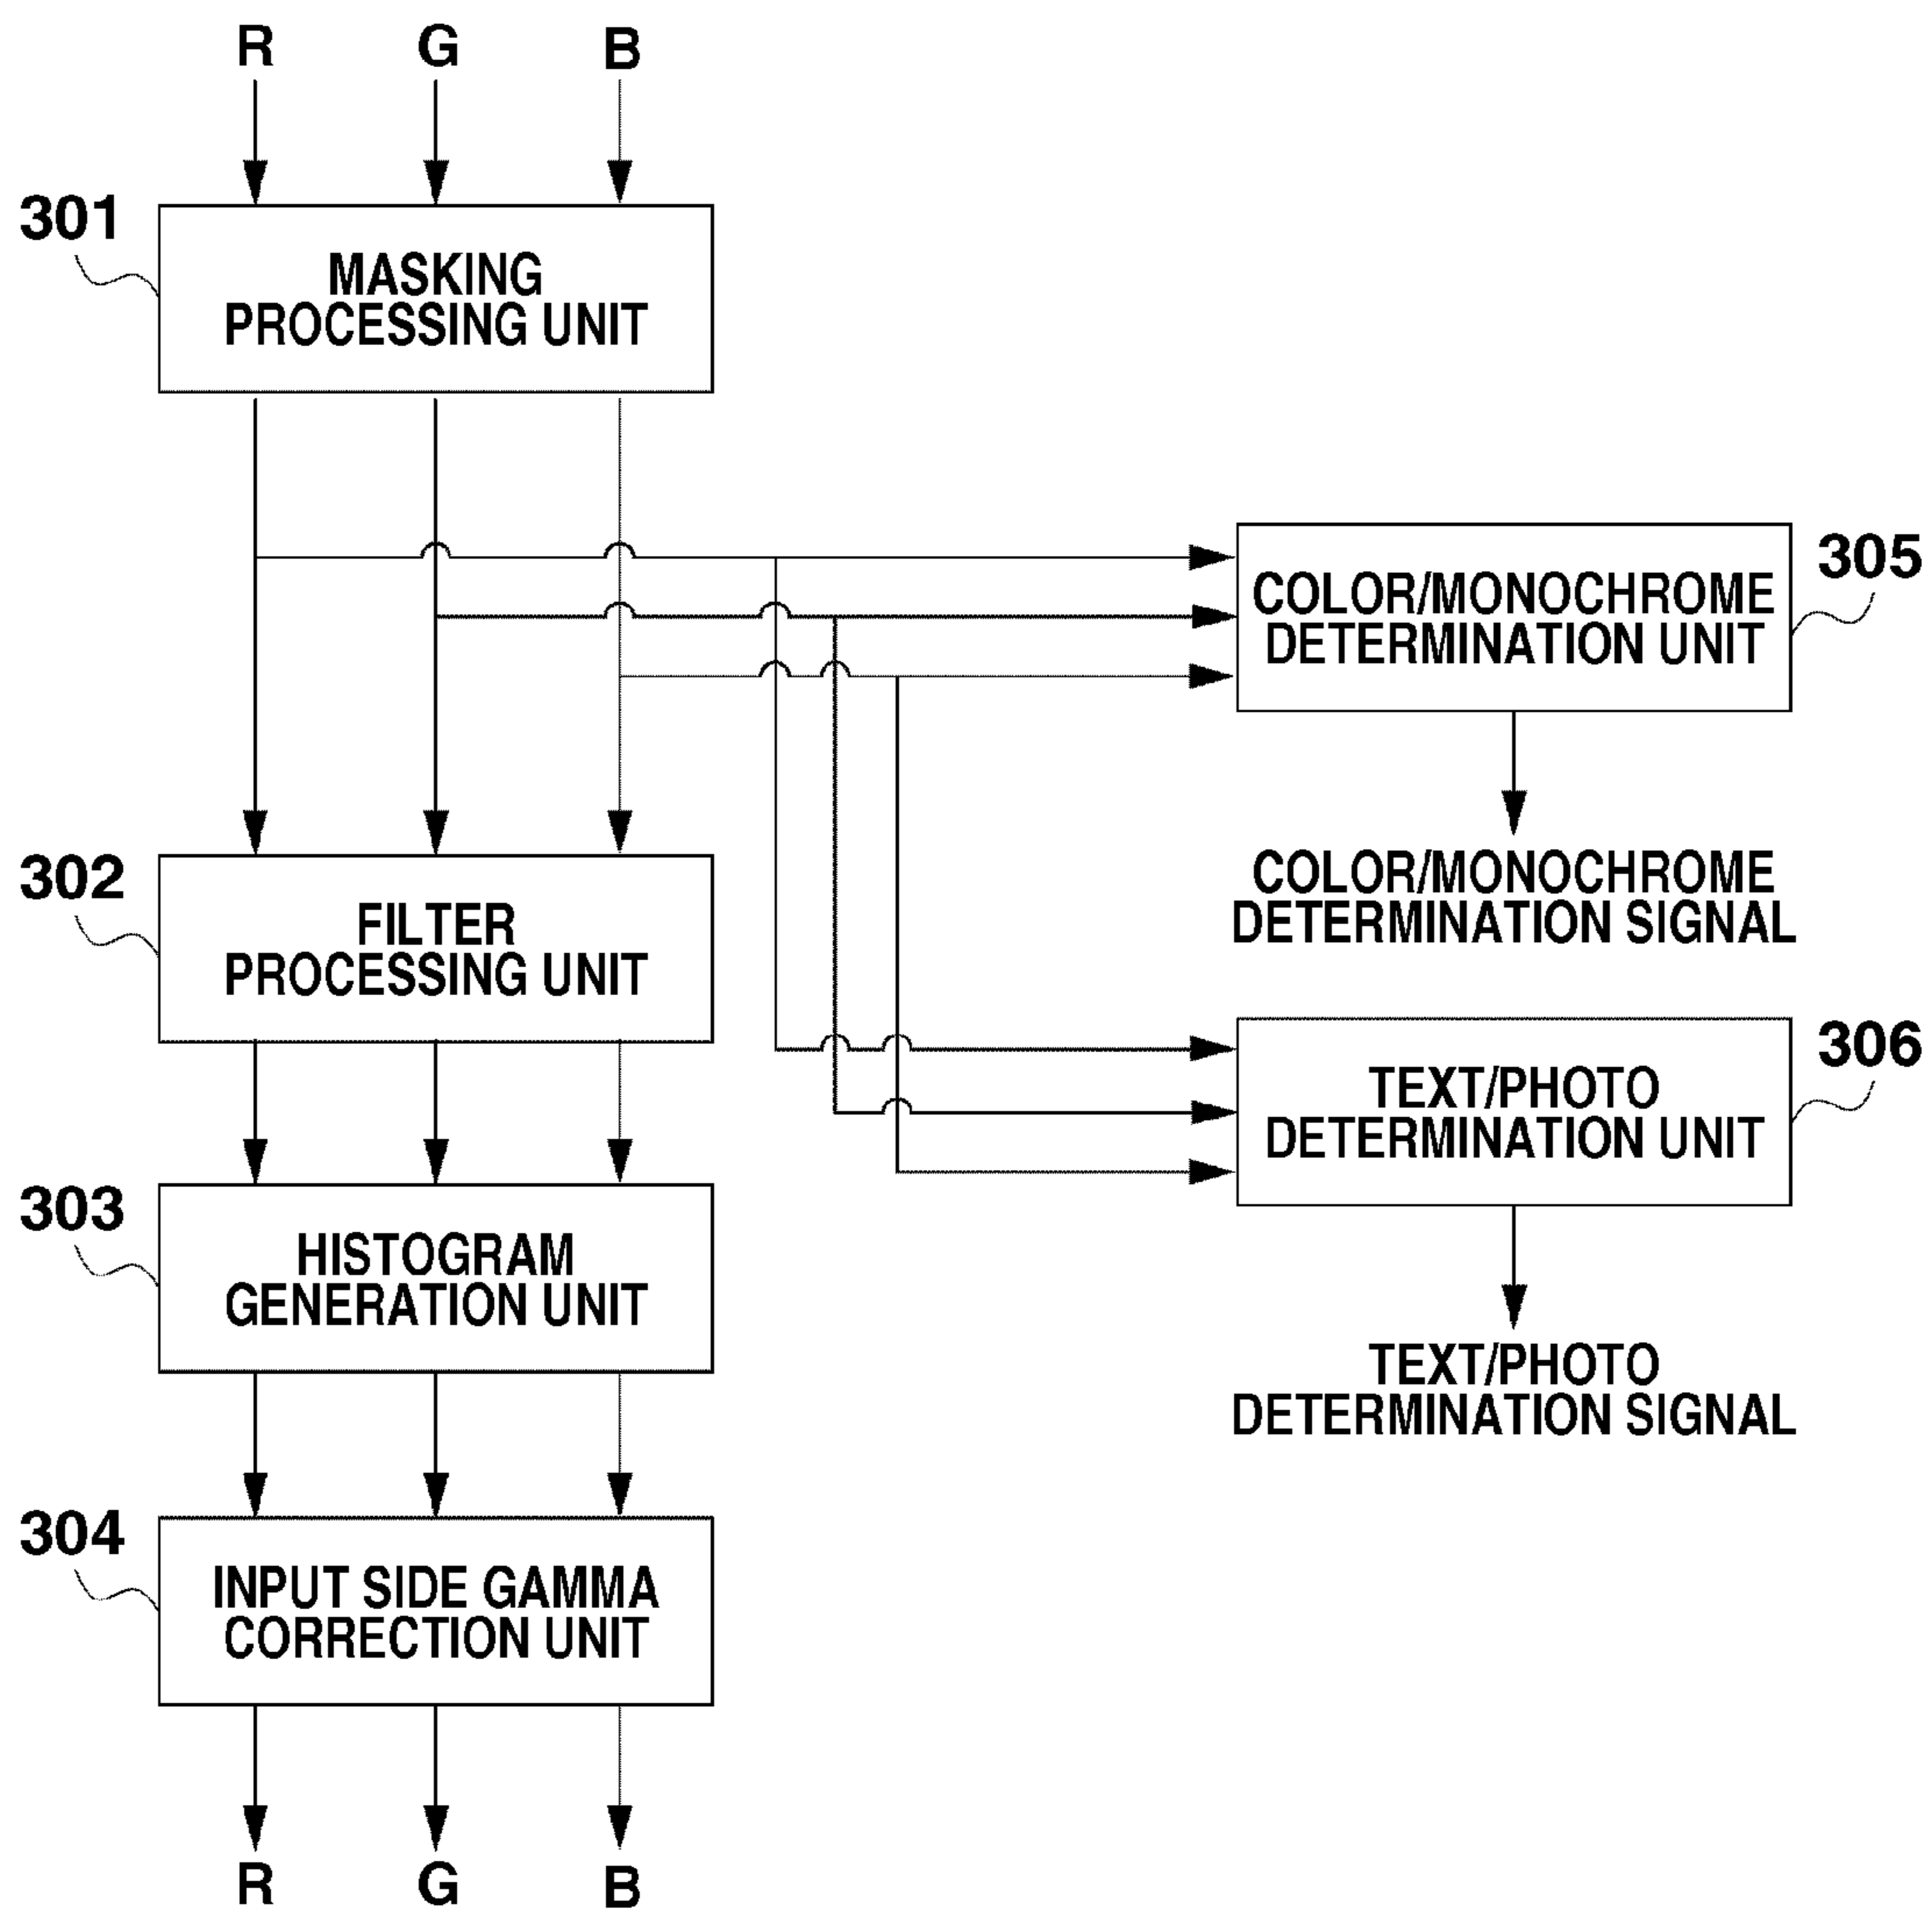 R G B
301
MASKING
PROCESSING UNIT
305
COLOR/MONOCHROME
DETERMINATION UNIT
302
FILTER
PROCESSING UNIT
COLOR/MONOCHROME
DETERMINATION SIGNAL
306
TEXT/PHOTO
DETERMINATION UNIT
303
HISTOGRAM
GENERATION UNIT
TEXT/PHOTO
DETERMINATION SIGNAL
304
INPUT SIDE GAMMA
CORRECTION UNIT
R G B